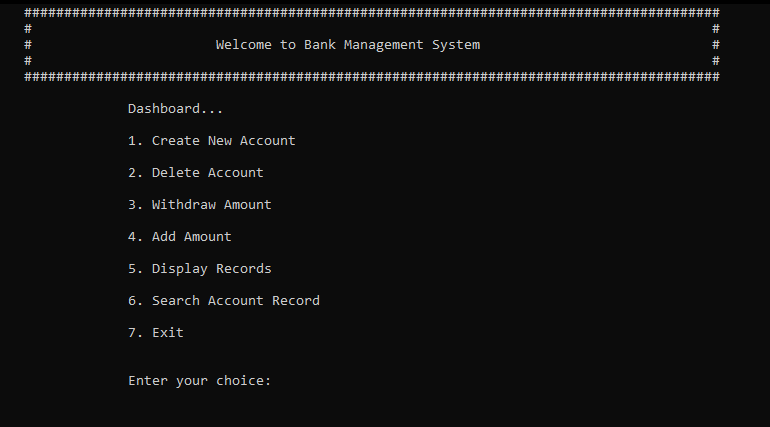 #######################################################################################
#                                                                                     #
#                       Welcome to Bank Management System                             #
#                                                                                     #
#######################################################################################
Dashboard...
1. Create New Account
2. Delete Account
3. Withdraw Amount
4. Add Amount
5. Display Records
6. Search Account Record
7. Exit
Enter your choice: